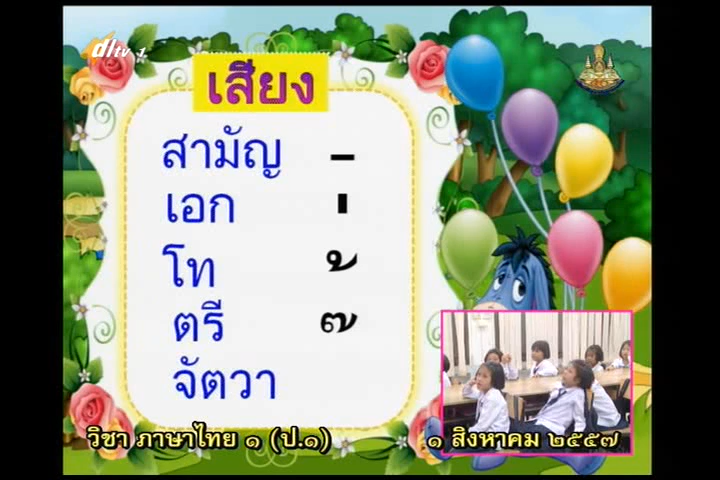 dltv 1
เสียง
สามัญ -
เอก ่
โท ้
ตรี ๊
จัตวา
วิชา ภาษาไทย ๑ (ป.๑) ๑ สิงหาคม ๒๕๕๗